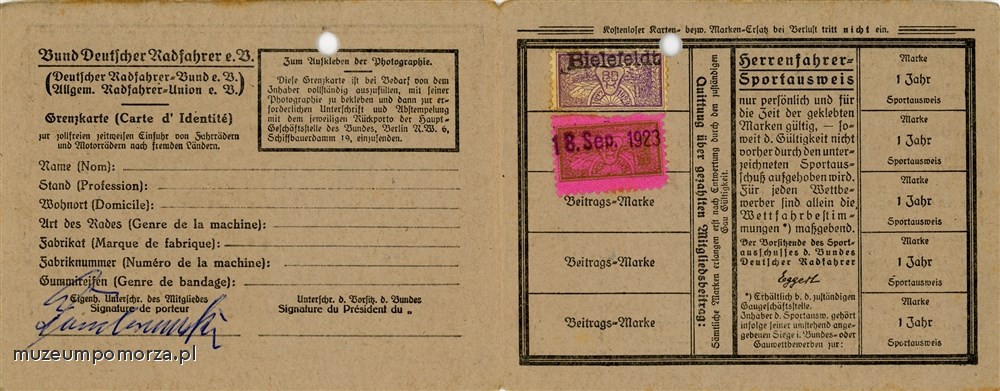 Bund Deutscher Radfahrer e.V.
(Deutscher Radfahrer-Bund e.V.
Allgem. Radfahrer-Union e. V.)
Grenzkarte (Carte d' Identité)
zur zollfreien zeitweisen Einfuhr von Fahrrädern
und Motorrädern nach fremden Ländern.
Zum Aufkleben der Photographie.
Diese Grenzkarte ist bei Bedarf von dem
Inhaber vollständig auszufüllen, mit seiner
Photographie zu bekleben und dann zur er-
forderlichen Unterschrift und Abstempelung
mit dem jeweiligen Rückporto der Haupt-
Geschäftsstelle des Bundes, Berlin N.W. 6,
Schiffbauerdamm 19, einzusenden.
Name (Nom):
Stand (Profession):
Wohnort (Domicile):
Art des Rades (Genre de la machine):
Fabrikat (Marque de fabrique):
Fabriknummer (Numéro de la machine):
Gummireifen (Genre de bandage):
Eigenh. Unterschr. des Mitgliedes
Signature de porteur
Unterschr. d. Vorsitz. d. Bundes
Signature du Président du „
Kostenloser Karten- bezw. Marken-Ersatz bei Verlust tritt nicht ein.
Bielefeldt
18. Sep. 1923
Beitrags-Marke
Beitrags-Marke
Beitrags-Marke
Quittung über gezahlten Mitgliedsbeitrag:
Sämtliche Marken erlangen erst nach Entwertung durch den zuständigen
Gau Gültigkeit.
Herrenfahrer-
Sportausweis
nur persönlich und für
die Zeit der geklebten
Marken gültig, — so-
weit d. Gültigkeit nicht
vorher durch den unter-
zeichneten Sportaus-
schuß aufgehoben wird.
Für jeden Wettbe-
werber sind allein die
Wettfahrbestim-
mungen *) maßgebend.
Der Vorsitzende des Sport-
ausschusses d. Bundes
Deutscher Radfahrer
Eggert
*) Erhältlich b. d. zuständigen
Gaugeschäftsstelle.
Inhaber d. Sportausw. gehört
infolge seiner umstehend ange-
gebenen Siege i. Bundes- oder
Gauwettbewerben zur:
Marke
1 Jahr
Sportausweis
Marke
1 Jahr
Sportausweis
Marke
1 Jahr
Sportausweis
Marke
1 Jahr
Sportausweis
Marke
1 Jahr
Sportausweis
muzeumpomorza.pl